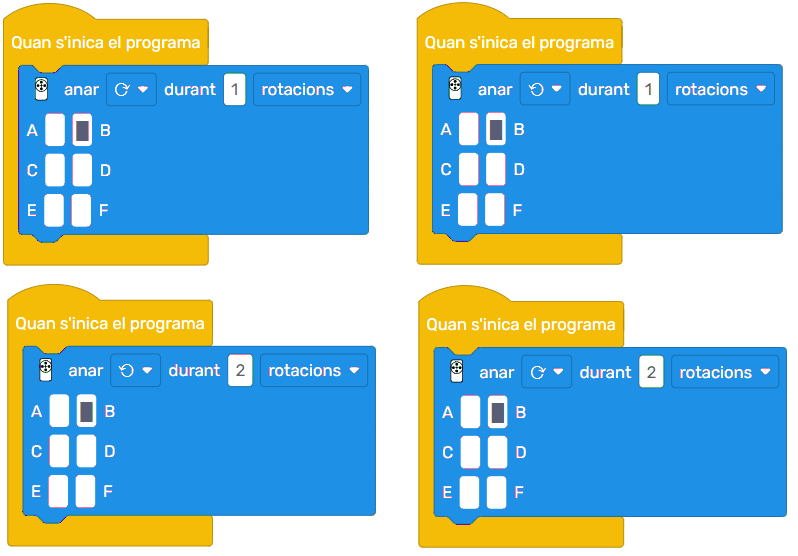 Quan s'inica el programa
anar durant 1 rotacions
A B
C D
E F
Quan s'inica el programa
anar durant 1 rotacions
A B
C D
E F
Quan s'inica el programa
anar durant 2 rotacions
A B
C D
E F
Quan s'inica el programa
anar durant 2 rotacions
A B
C D
E F